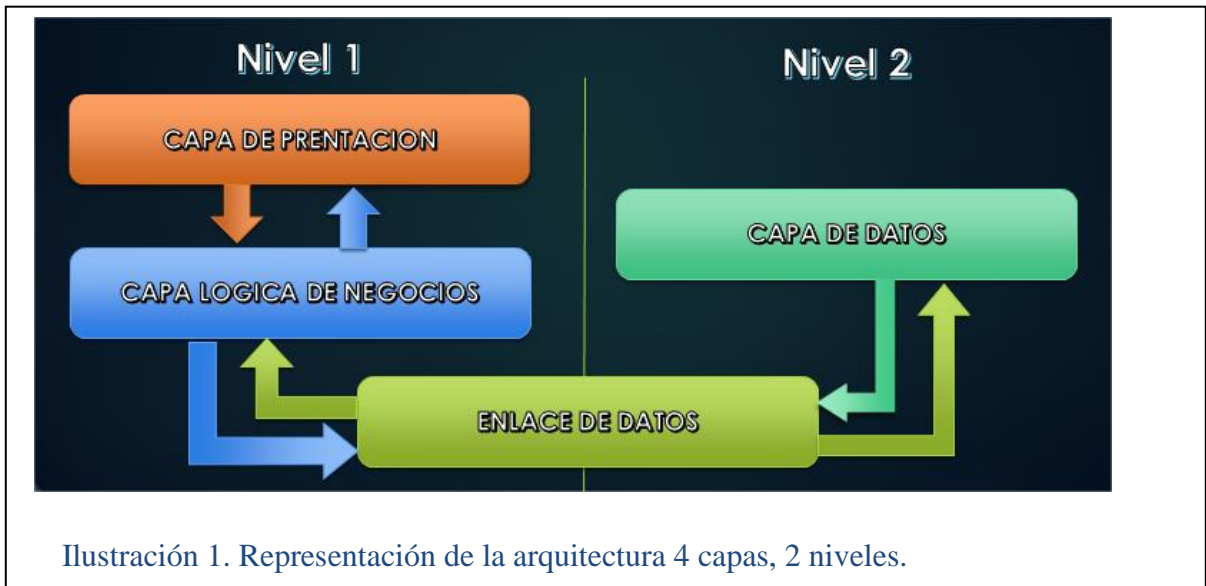 Nivel 1
Nivel 2
CAPA DE PRENTACION
CAPA DE DATOS
CAPA LOGICA DE NEGOCIOS
ENLACE DE DATOS
Ilustración 1. Representación de la arquitectura 4 capas, 2 niveles.